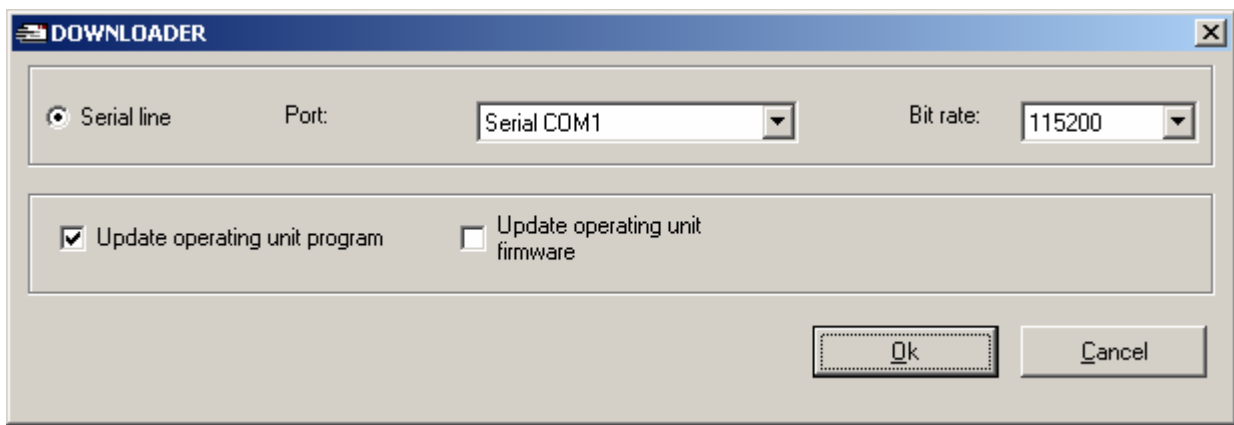 DOWNLOADER
Serial line Port: Serial COM1 Bit rate: 115200
Update operating unit program
Update operating unit
firmware
Ok Cancel